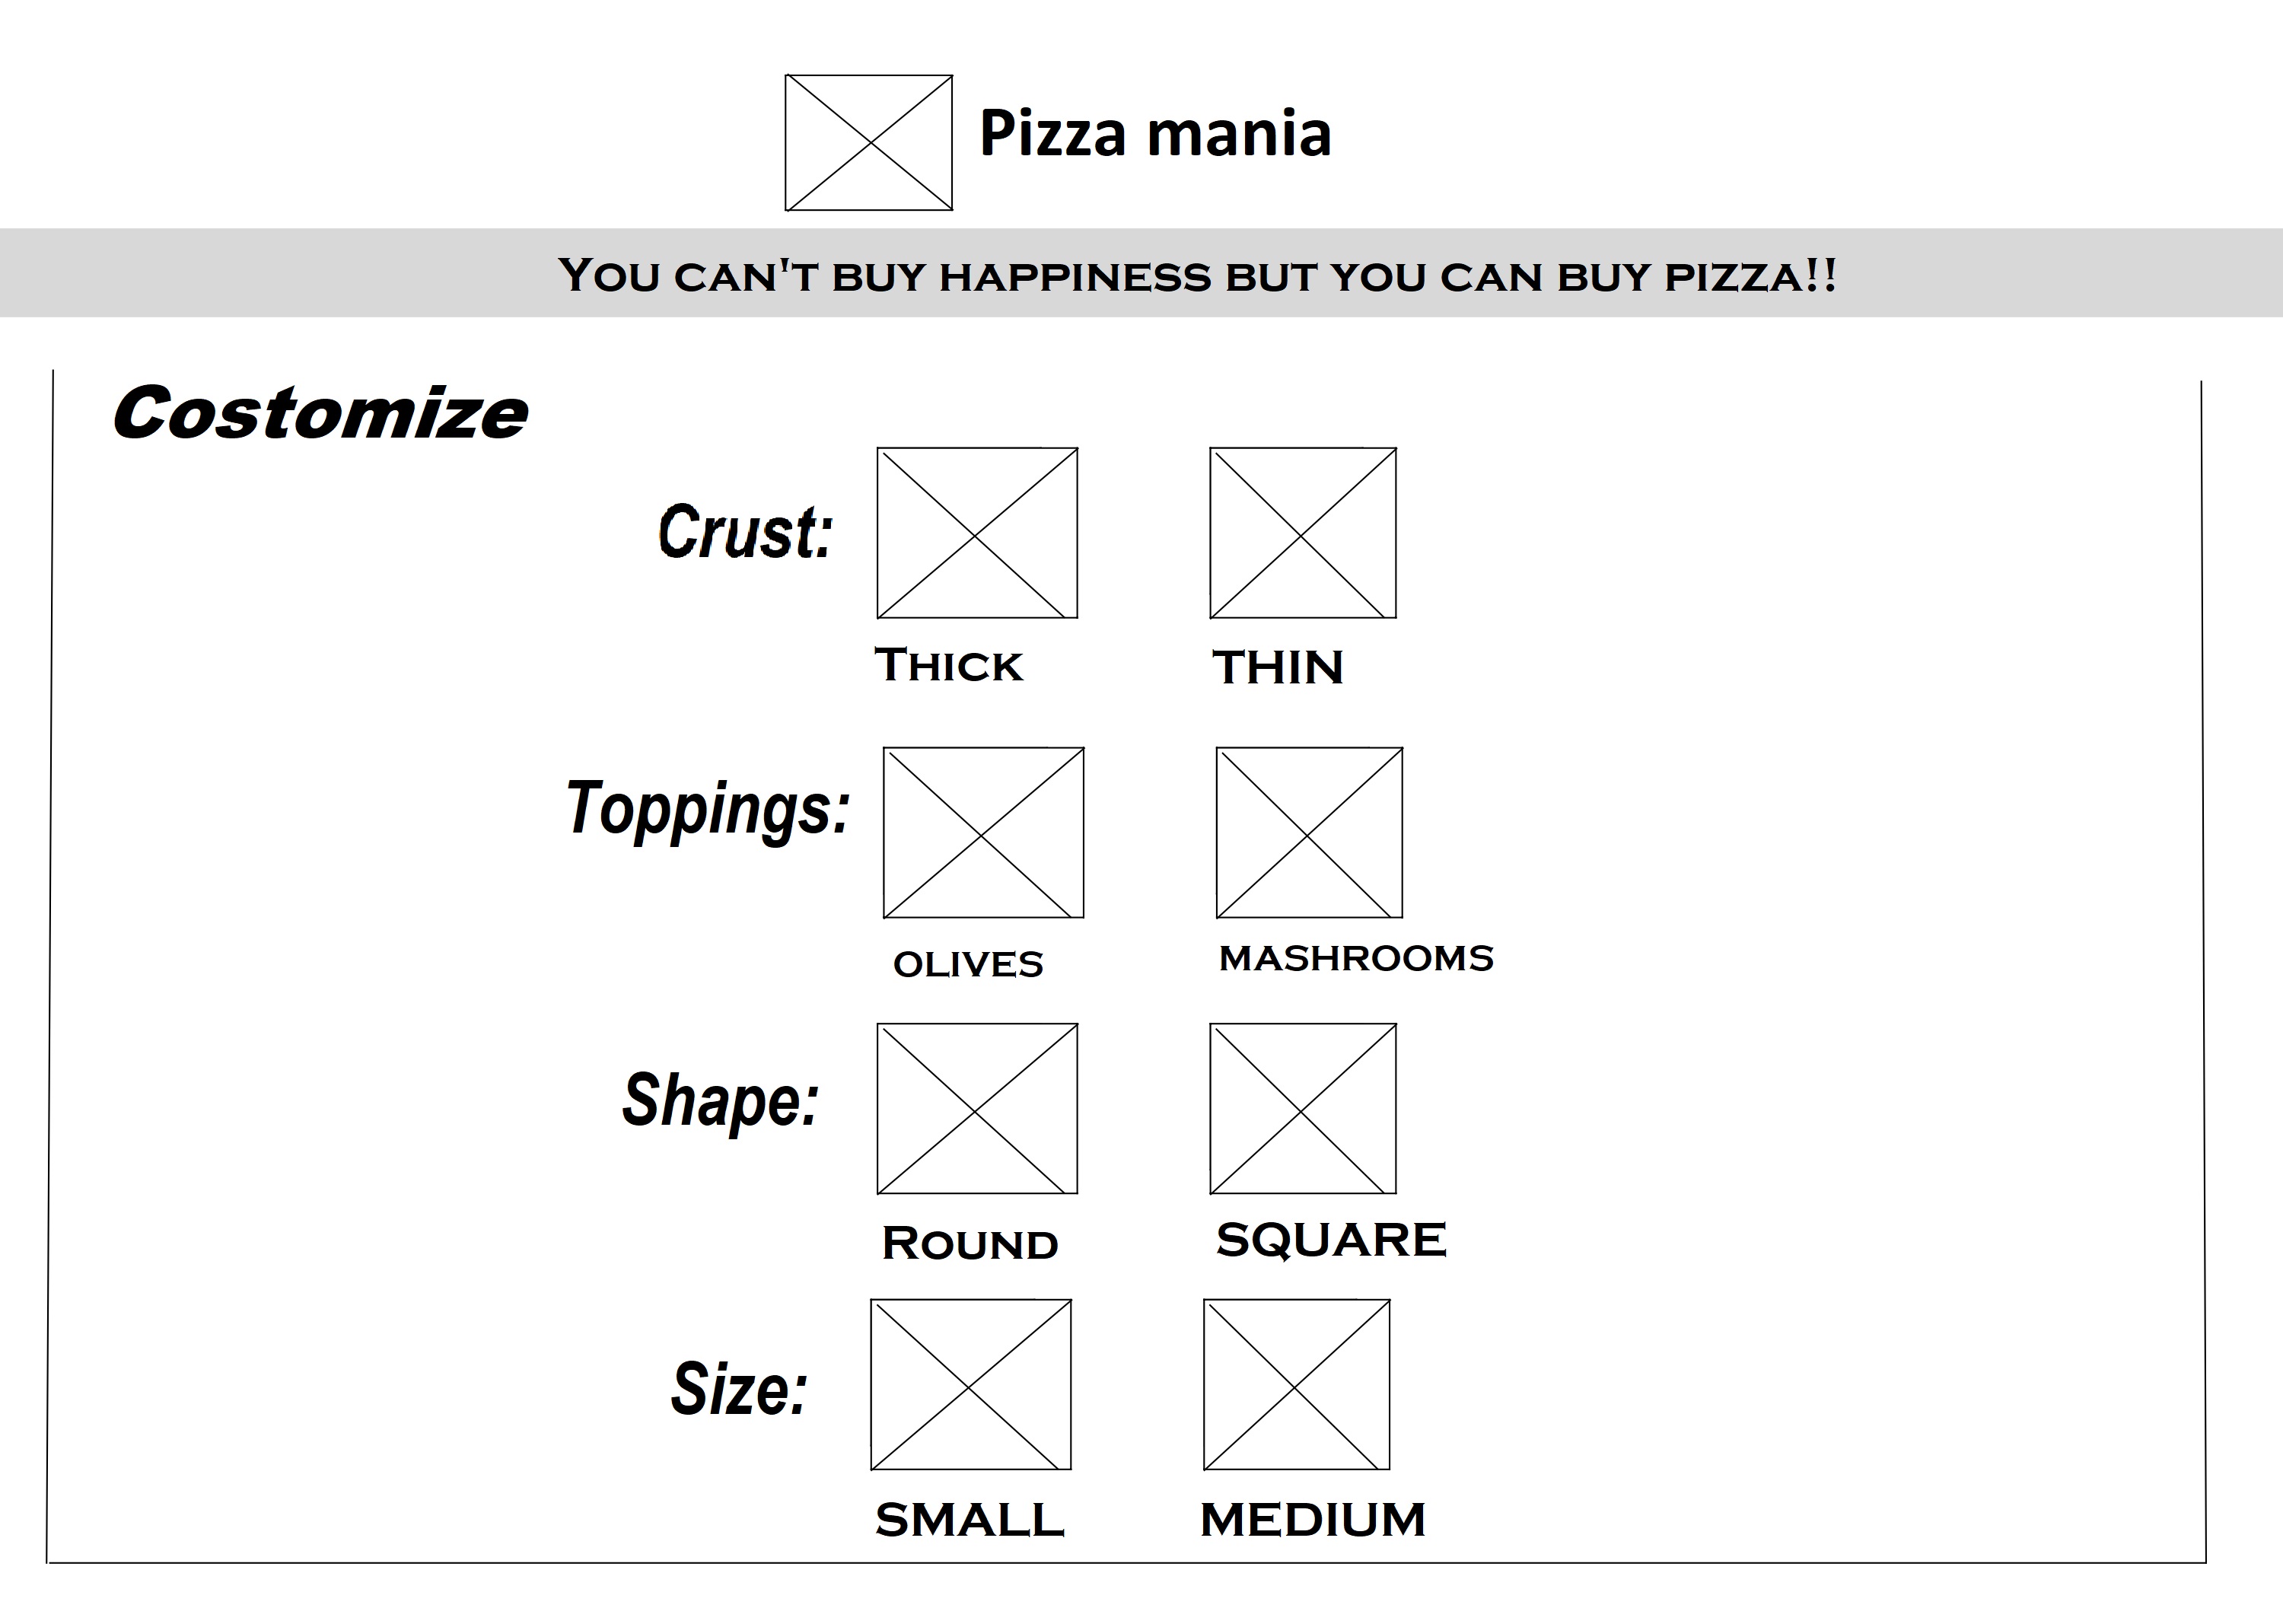 Pizza mania
You can't buy happiness but you can buy pizza!!
Costomize
Crust:
Thick
THIN
Toppings:
OLIVES
MASHROOMS
Shape:
Round
SQUARE
Size:
SMALL
MEDIUM